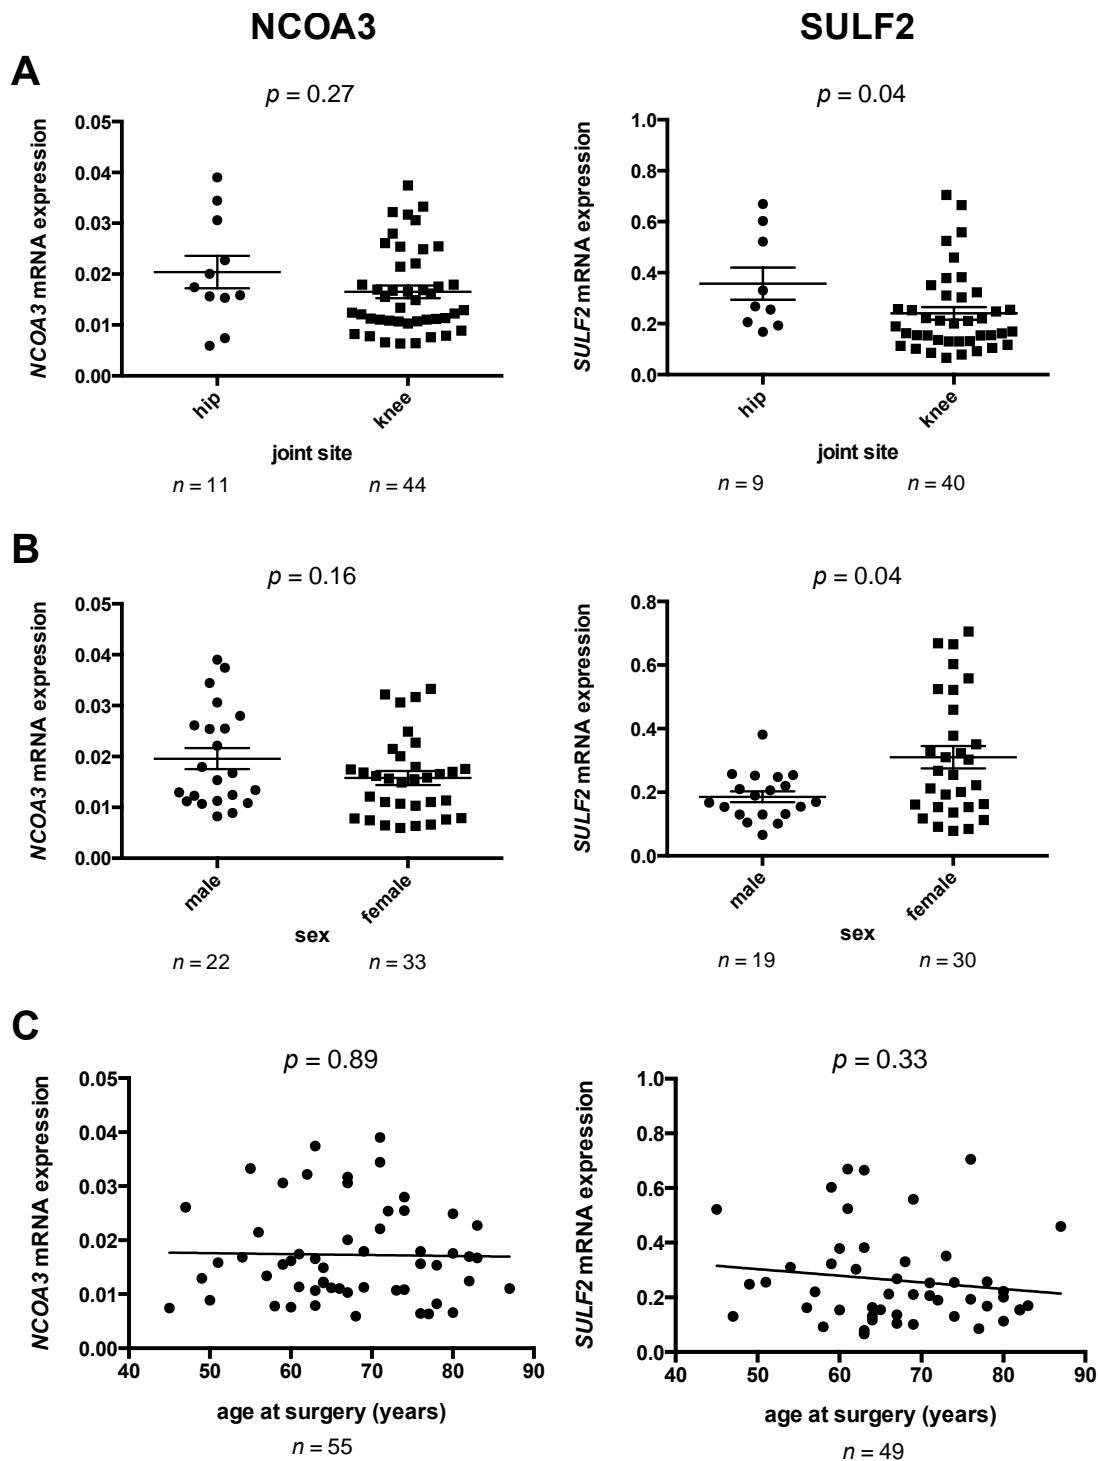 NCOA3 SULF2
A
p = 0.27 p = 0.04
NCOA3 mRNA expression
0.05
0.04
0.03
0.02
0.01
0.00
hip knee
joint site
n = 11 n = 44
SULF2 mRNA expression
1.0
0.8
0.6
0.4
0.2
0.0
hip knee
joint site
n = 9 n = 40
B
p = 0.16 p = 0.04
NCOA3 mRNA expression
0.05
0.04
0.03
0.02
0.01
0.00
male female
sex
n = 22 n = 33
SULF2 mRNA expression
0.8
0.6
0.4
0.2
0.0
male female
sex
n = 19 n = 30
C
p = 0.89 p = 0.33
NCOA3 mRNA expression
0.05
0.04
0.03
0.02
0.01
0.00
40 50 60 70 80 90
age at surgery (years)
n = 55
SULF2 mRNA expression
1.0
0.8
0.6
0.4
0.2
0.0
40 50 60 70 80 90
age at surgery (years)
n = 49